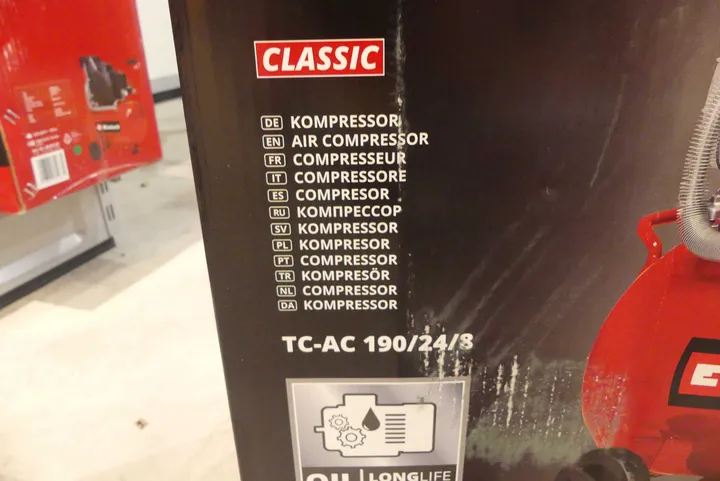 CLASSIC
DE KOMPRESSOR
EN AIR COMPRESSOR
FR COMPRESSEUR
IT COMPRESSORE
ES COMPRESOR
RU КОМПРЕССОР
SV KOMPRESSOR
PL KOMPRESOR
PT COMPRESSOR
TR KOMPRESÖR
NL COMPRESSOR
DA KOMPRESSOR
TC-AC 190/24/8
OIL LONGLIFE